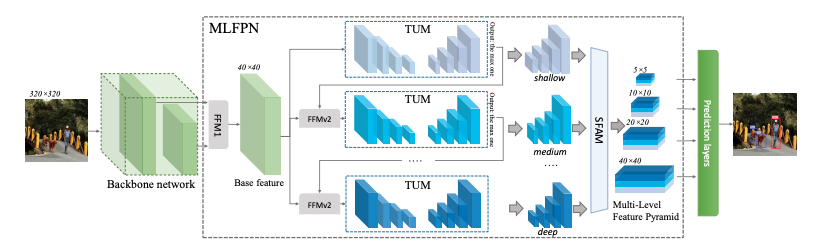 MLFPN
TUM
Output: the max one
320×320
40×40
FFM1
Backbone network
Base feature
shallow
FFMv2
TUM
Output: the max one
medium
....
....
FFMv2
TUM
deep
SFAM
5×5
10×10
20×20
40×40
Multi-Level
Feature Pyramid
Prediction layers